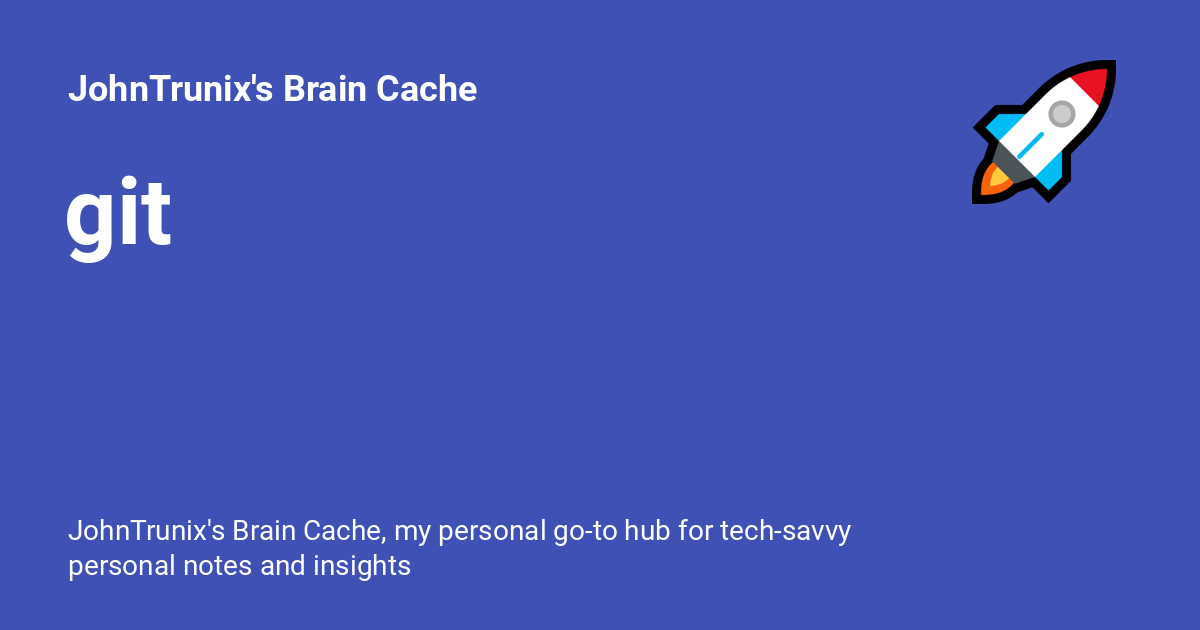 JohnTrunix's Brain Cache
git
JohnTrunix's Brain Cache, my personal go-to hub for tech-savvy
personal notes and insights